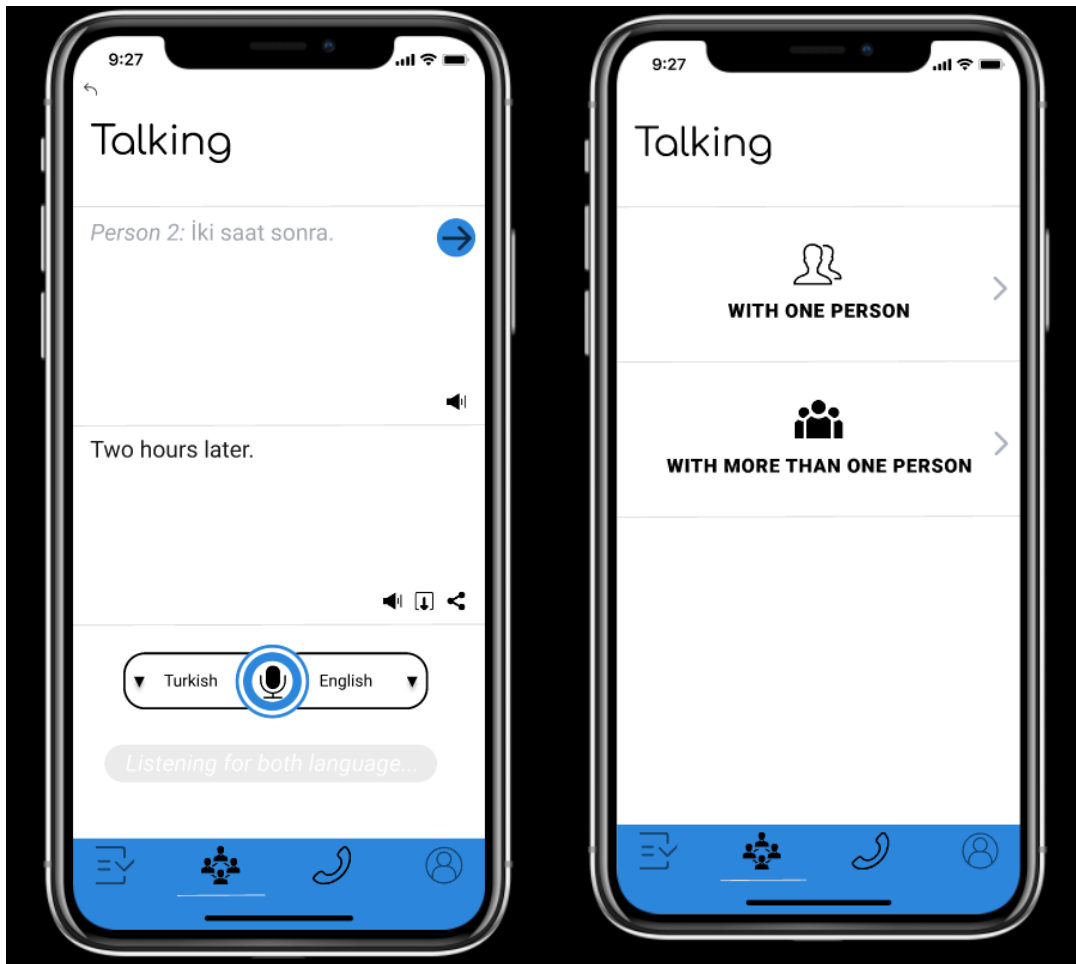 9:27
Talking
Person 2: İki saat sonra.
Two hours later.
Turkish
English
Listening for both language...
9:27
Talking
WITH ONE PERSON
WITH MORE THAN ONE PERSON